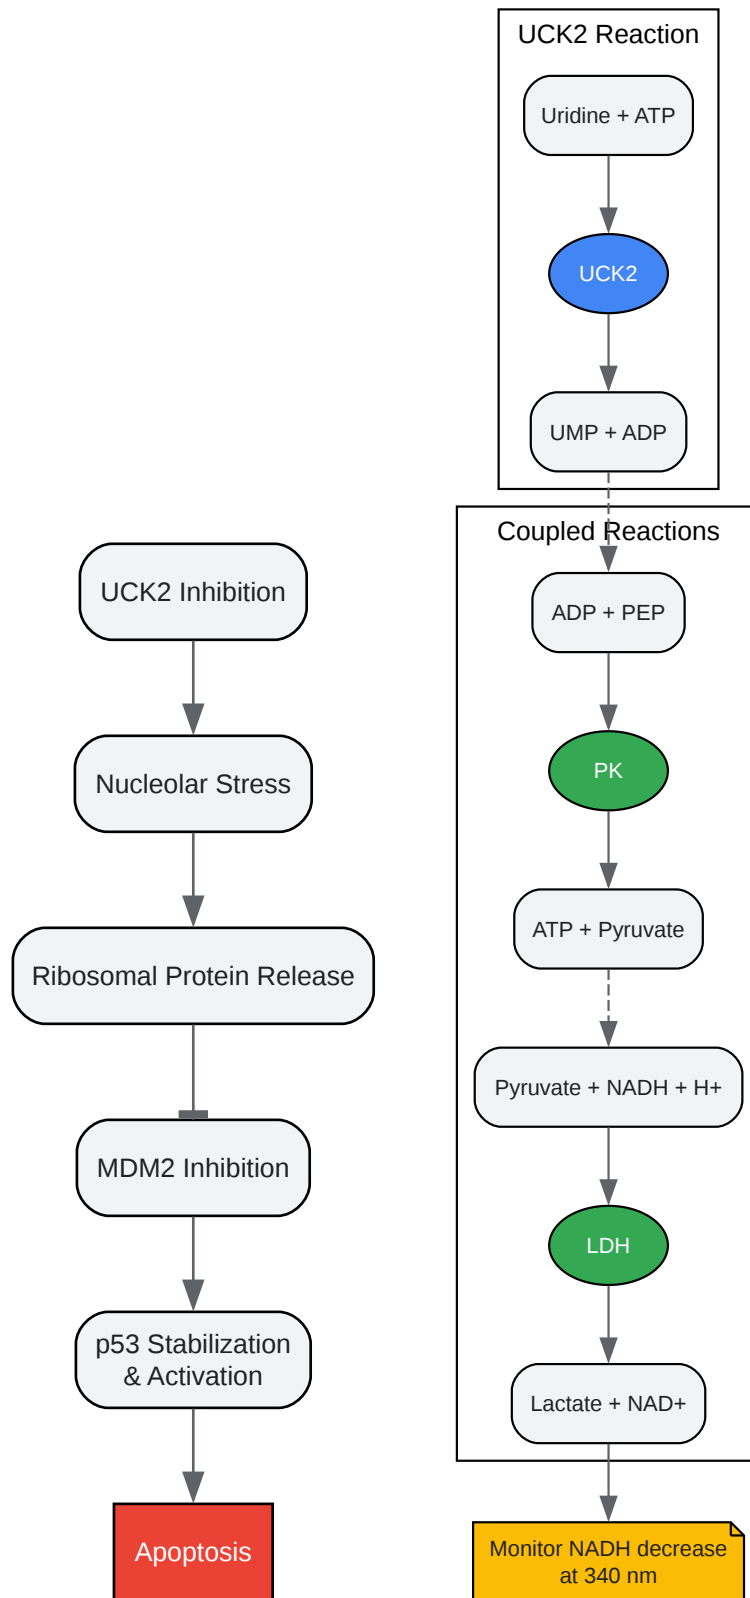 UCK2 Inhibition
Nucleolar Stress
Ribosomal Protein Release
MDM2 Inhibition
p53 Stabilization
& Activation
Apoptosis
UCK2 Reaction
Uridine + ATP
UCK2
UMP + ADP
Coupled Reactions
ADP + PEP
PK
ATP + Pyruvate
Pyruvate + NADH + H+
LDH
Lactate + NAD+
Monitor NADH decrease
at 340 nm